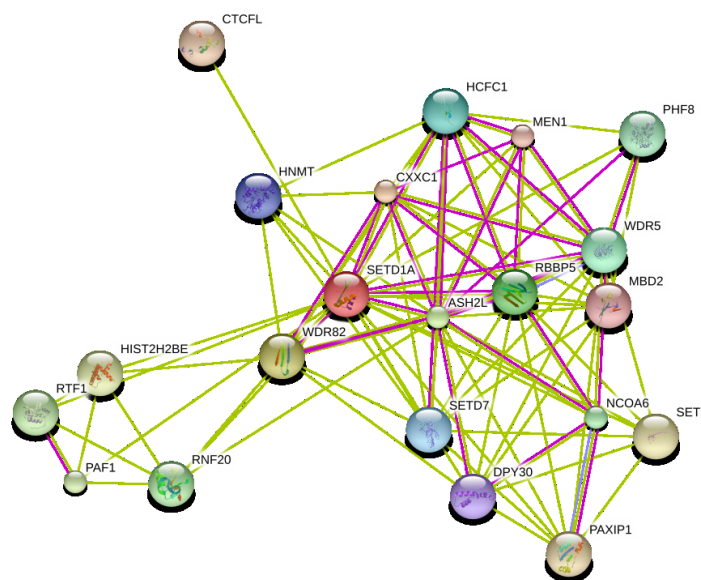 CTCFL
HCFC1
PHF8
MEN1
HNMT
CXXC1
WDR5
SETD1A
RBBP5
MBD2
ASH2L
WDR82
HIST2H2BE
RTF1
NCOA6
SET
SETD7
RNF20
PAF1
DPY30
PAXIP1